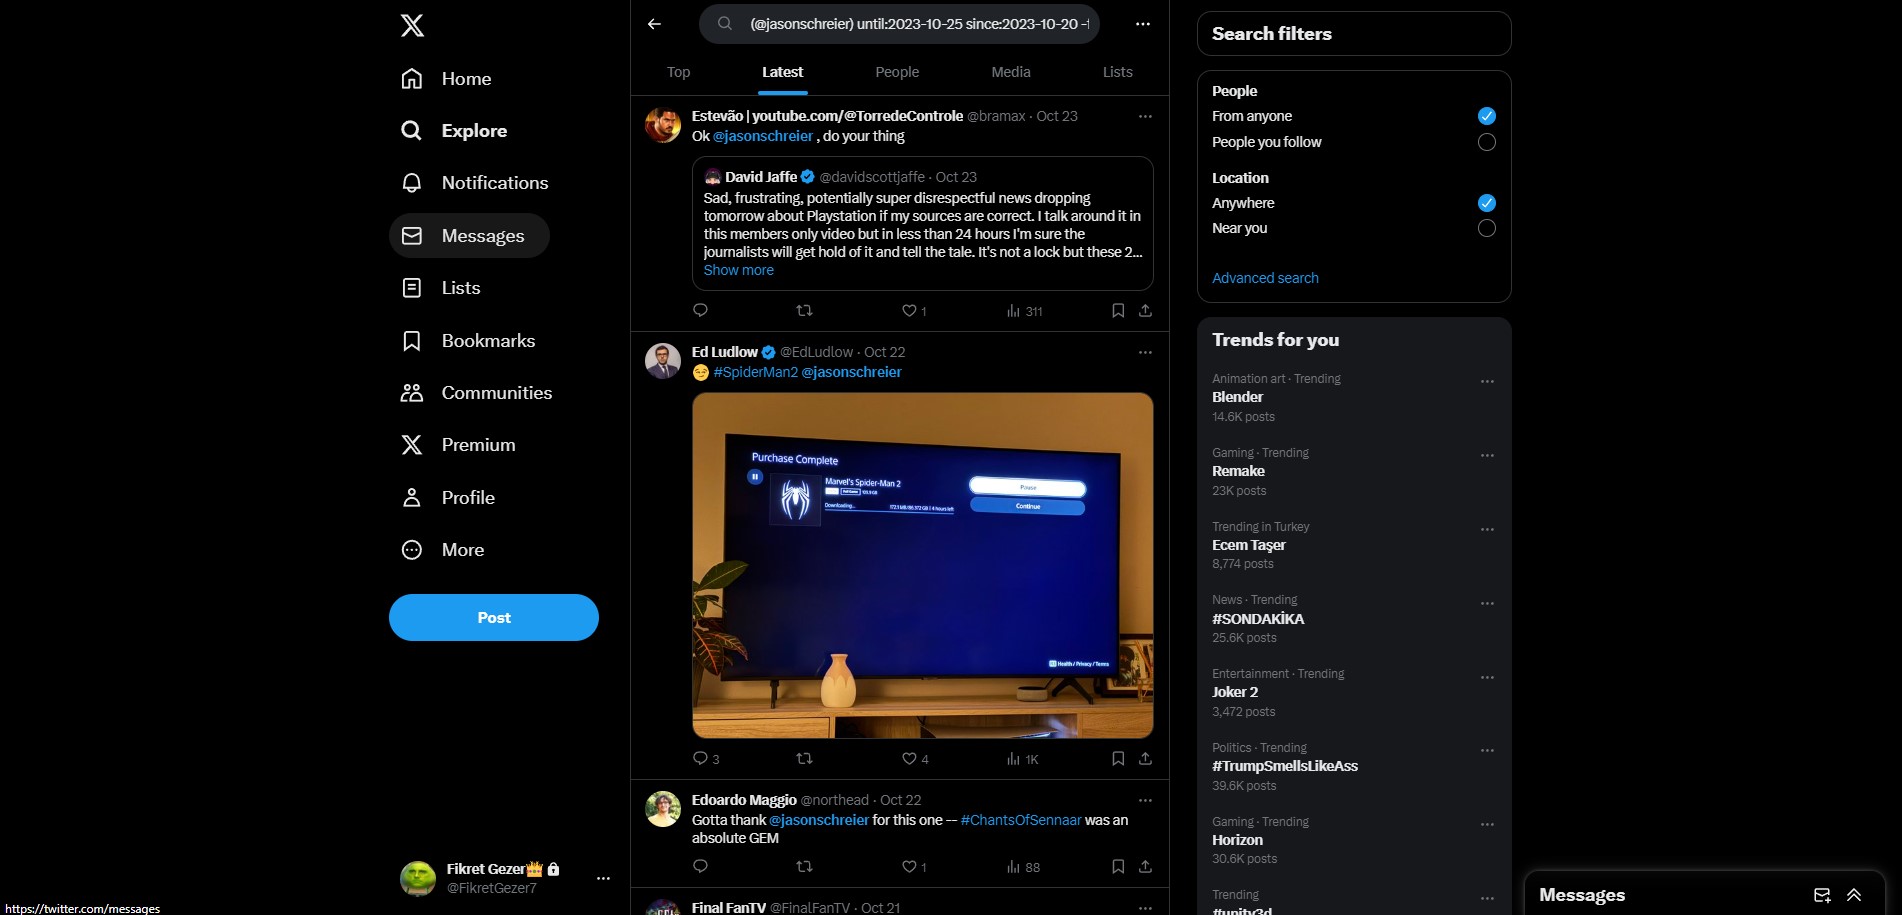 Home
Explore
Notifications
Messages
Lists
Bookmarks
Communities
Premium
Profile
More
Post
Fikret Gezer
@FikretGezer7
https://twitter.com/messages
(@jasonschreier) until:2023-10-25 since:2023-10-20
Top
Latest
People
Media
Lists
Estevão | youtube.com/@TorredeControle @bramax · Oct 23
Ok @jasonschreier , do your thing
David Jaffe @davidscottjaffe · Oct 23
Sad, frustrating, potentially super disrespectful news dropping
tomorrow about Playstation if my sources are correct. I talk around it in
this members only video but in less than 24 hours I'm sure the
journalists will get hold of it and tell the tale. It's not a lock but these 2...
Show more
1
311
Ed Ludlow @EdLudlow · Oct 22
😏 #SpiderMan2 @jasonschreier
Purchase Complete
Marvel's Spider-Man 2
Downloading...
Pause
Continue
Health / Privacy / Terms
3
4
1K
Edoardo Maggio @northead · Oct 22
Gotta thank @jasonschreier for this one -- #ChantsOfSennaar was an
absolute GEM
1
88
Final FanTV @FinalFanTV · Oct 21
Search filters
People
From anyone
People you follow
Location
Anywhere
Near you
Advanced search
Trends for you
Animation art · Trending
Blender
14.6K posts
Gaming · Trending
Remake
23K posts
Trending in Turkey
Ecem Taşer
8,774 posts
News · Trending
#SONDAKİKA
25.6K posts
Entertainment · Trending
Joker 2
3,472 posts
Politics · Trending
#TrumpSmellsLikeAss
39.6K posts
Gaming · Trending
Horizon
30.6K posts
Trending
#unity3d
Messages